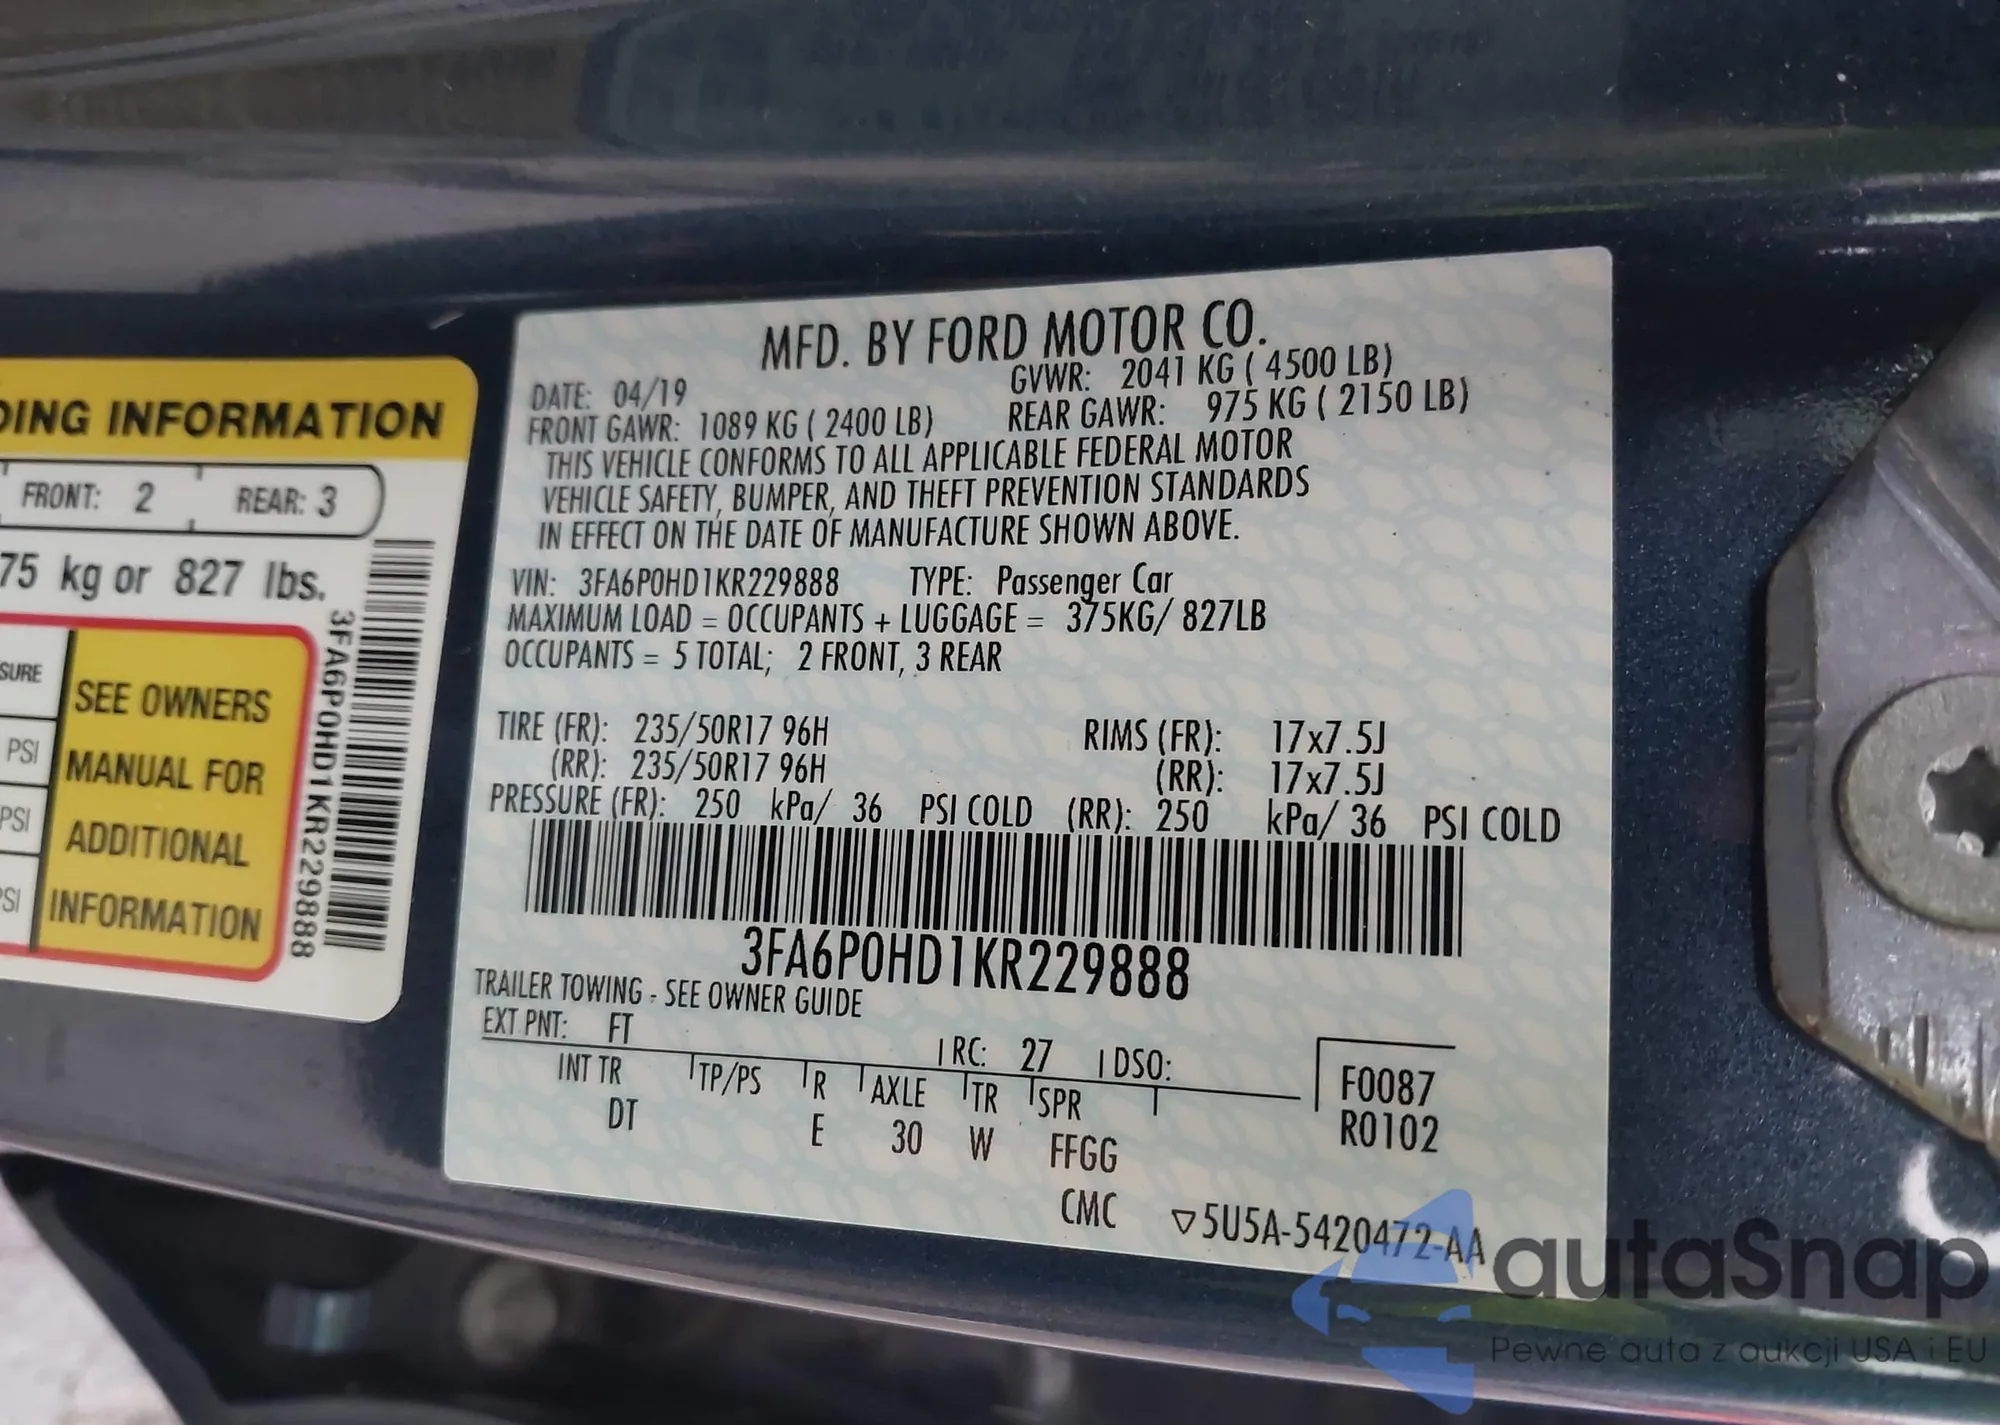 DING INFORMATION
FRONT: 2 REAR: 3
75 kg or 827 lbs.
SURE
PSI
PSI
PSI
SEE OWNERS
MANUAL FOR
ADDITIONAL
INFORMATION
3FA6P0HD1KR229888
MFD. BY FORD MOTOR CO.
DATE: 04/19 GVWR: 2041 KG ( 4500 LB)
FRONT GAWR: 1089 KG ( 2400 LB) REAR GAWR: 975 KG ( 2150 LB)
THIS VEHICLE CONFORMS TO ALL APPLICABLE FEDERAL MOTOR
VEHICLE SAFETY, BUMPER, AND THEFT PREVENTION STANDARDS
IN EFFECT ON THE DATE OF MANUFACTURE SHOWN ABOVE.
VIN: 3FA6P0HD1KR229888 TYPE: Passenger Car
MAXIMUM LOAD = OCCUPANTS + LUGGAGE = 375KG/ 827LB
OCCUPANTS = 5 TOTAL; 2 FRONT, 3 REAR
TIRE (FR): 235/50R17 96H RIMS (FR): 17x7.5J
(RR): 235/50R17 96H (RR): 17x7.5J
PRESSURE (FR): 250 kPa/ 36 PSI COLD (RR): 250 kPa/ 36 PSI COLD
3FA6P0HD1KR229888
TRAILER TOWING - SEE OWNER GUIDE
EXT PNT: FT RC: 27 DSO:
INT TR TP/PS R AXLE TR SPR
DT E 30 W FFGG
CMC
F0087
R0102
▽5U5A-5420472-AA
autaSnap
Pewne auta z aukcji USA i EU